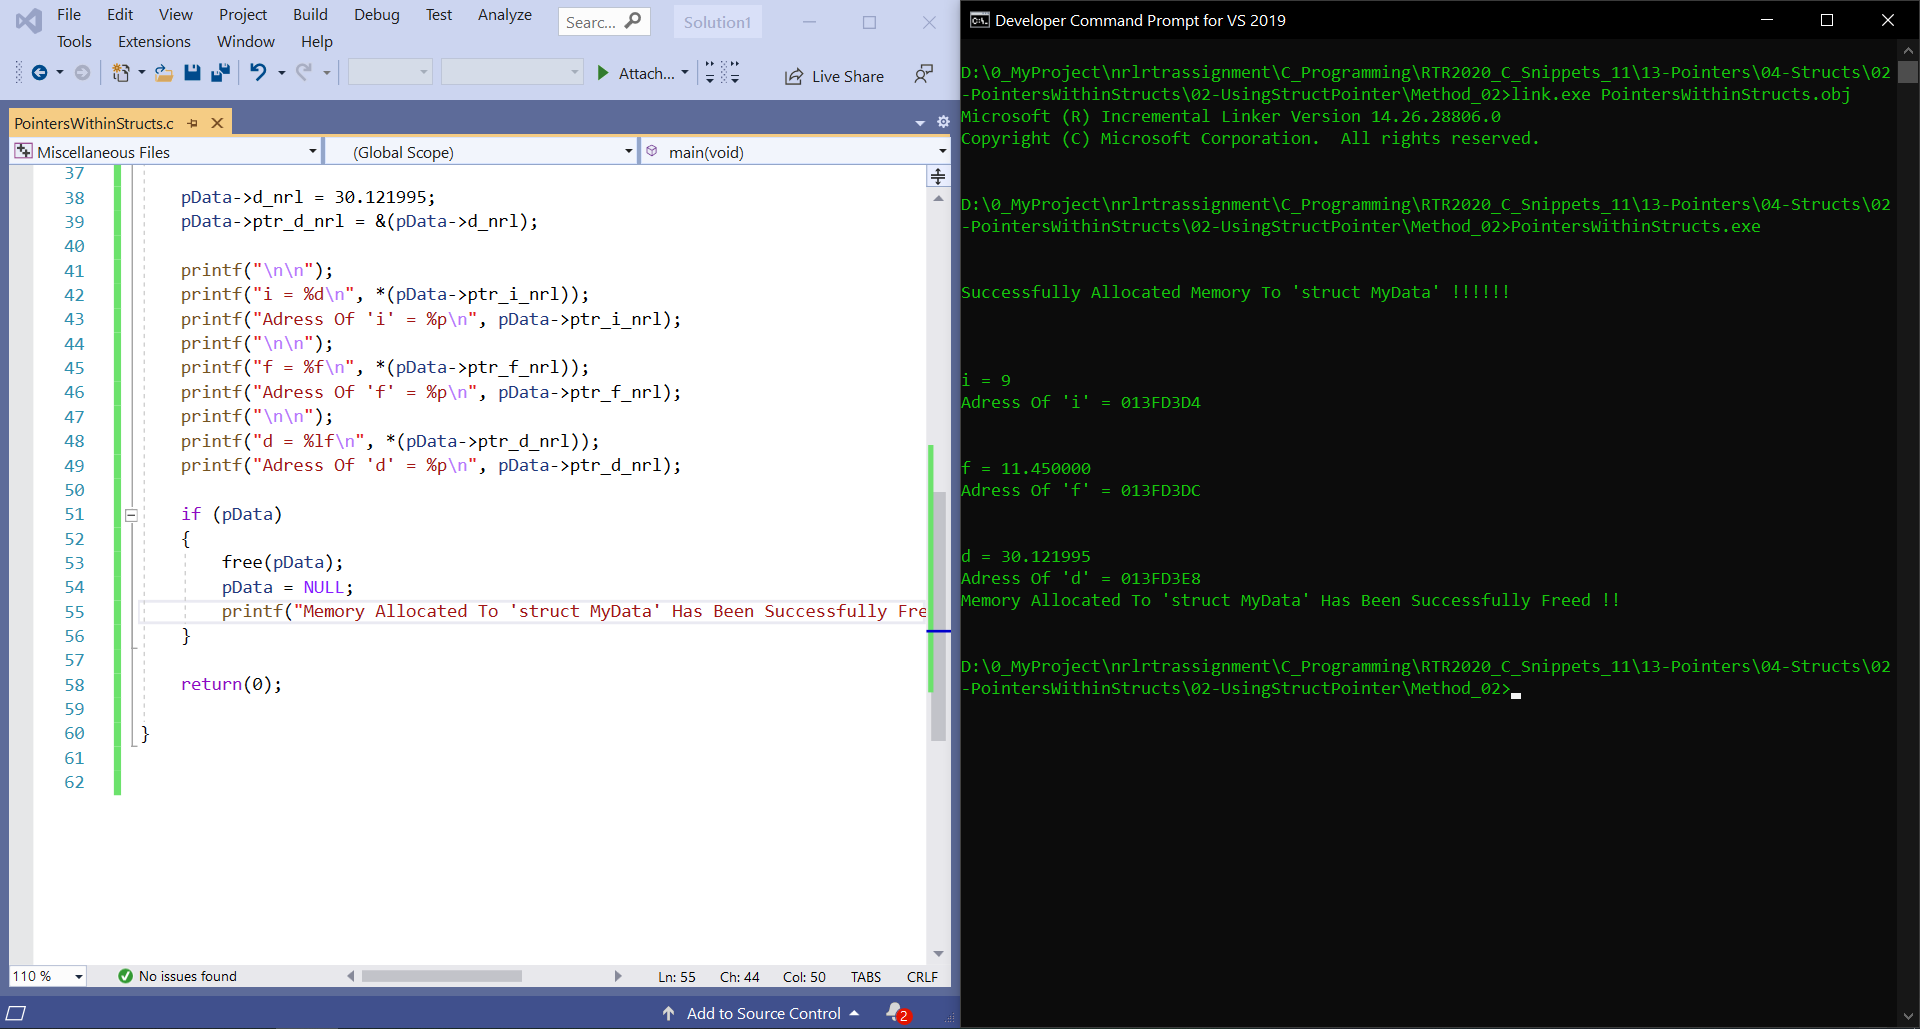 File Edit View Project Build Debug Test Analyze Searc... Solution1
Tools Extensions Window Help
Attach... Live Share
PointersWithinStructs.c
Miscellaneous Files (Global Scope) main(void)
37
38 pData->d_nrl = 30.121995;
39 pData->ptr_d_nrl = &(pData->d_nrl);
40
41 printf("\n\n");
42 printf("i = %d\n", *(pData->ptr_i_nrl));
43 printf("Adress Of 'i' = %p\n", pData->ptr_i_nrl);
44 printf("\n\n");
45 printf("f = %f\n", *(pData->ptr_f_nrl));
46 printf("Adress Of 'f' = %p\n", pData->ptr_f_nrl);
47 printf("\n\n");
48 printf("d = %lf\n", *(pData->ptr_d_nrl));
49 printf("Adress Of 'd' = %p\n", pData->ptr_d_nrl);
50
51 if (pData)
52 {
53 free(pData);
54 pData = NULL;
55 printf("Memory Allocated To 'struct MyData' Has Been Successfully Fre
56 }
57
58 return(0);
59
60 }
61
62
110 % No issues found Ln: 55 Ch: 44 Col: 50 TABS CRLF
Add to Source Control 2
C:\. Developer Command Prompt for VS 2019
D:\0_MyProject\nrlrtrassignment\C_Programming\RTR2020_C_Snippets_11\13-Pointers\04-Structs\02
-PointersWithinStructs\02-UsingStructPointer\Method_02>link.exe PointersWithinStructs.obj
Microsoft (R) Incremental Linker Version 14.26.28806.0
Copyright (C) Microsoft Corporation.  All rights reserved.
D:\0_MyProject\nrlrtrassignment\C_Programming\RTR2020_C_Snippets_11\13-Pointers\04-Structs\02
-PointersWithinStructs\02-UsingStructPointer\Method_02>PointersWithinStructs.exe
Successfully Allocated Memory To 'struct MyData' !!!!!!
i = 9
Adress Of 'i' = 013FD3D4
f = 11.450000
Adress Of 'f' = 013FD3DC
d = 30.121995
Adress Of 'd' = 013FD3E8
Memory Allocated To 'struct MyData' Has Been Successfully Freed !!
D:\0_MyProject\nrlrtrassignment\C_Programming\RTR2020_C_Snippets_11\13-Pointers\04-Structs\02
-PointersWithinStructs\02-UsingStructPointer\Method_02>